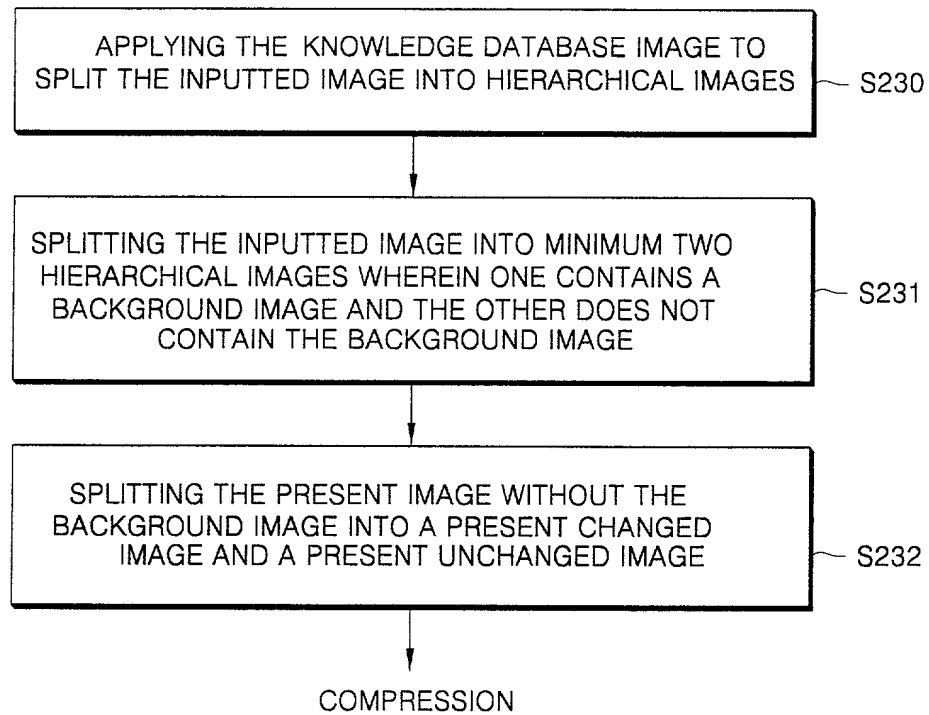 APPLYING THE KNOWLEDGE DATABASE IMAGE TO
SPLIT THE INPUTTED IMAGE INTO HIERARCHICAL IMAGES
S230
SPLITTING THE INPUTTED IMAGE INTO MINIMUM TWO
HIERARCHICAL IMAGES WHEREIN ONE CONTAINS A
BACKGROUND IMAGE AND THE OTHER DOES NOT
CONTAIN THE BACKGROUND IMAGE
S231
SPLITTING THE PRESENT IMAGE WITHOUT THE
BACKGROUND IMAGE INTO A PRESENT CHANGED
IMAGE AND A PRESENT UNCHANGED IMAGE
S232
COMPRESSION